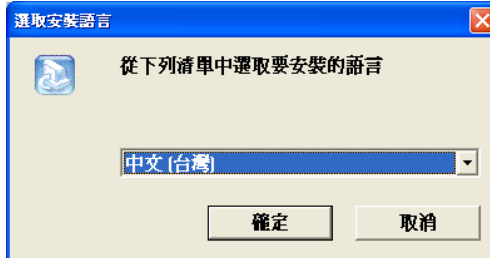 選取安裝語言
從下列清單中選取要安裝的語言
中文 (台灣)
確定
取消